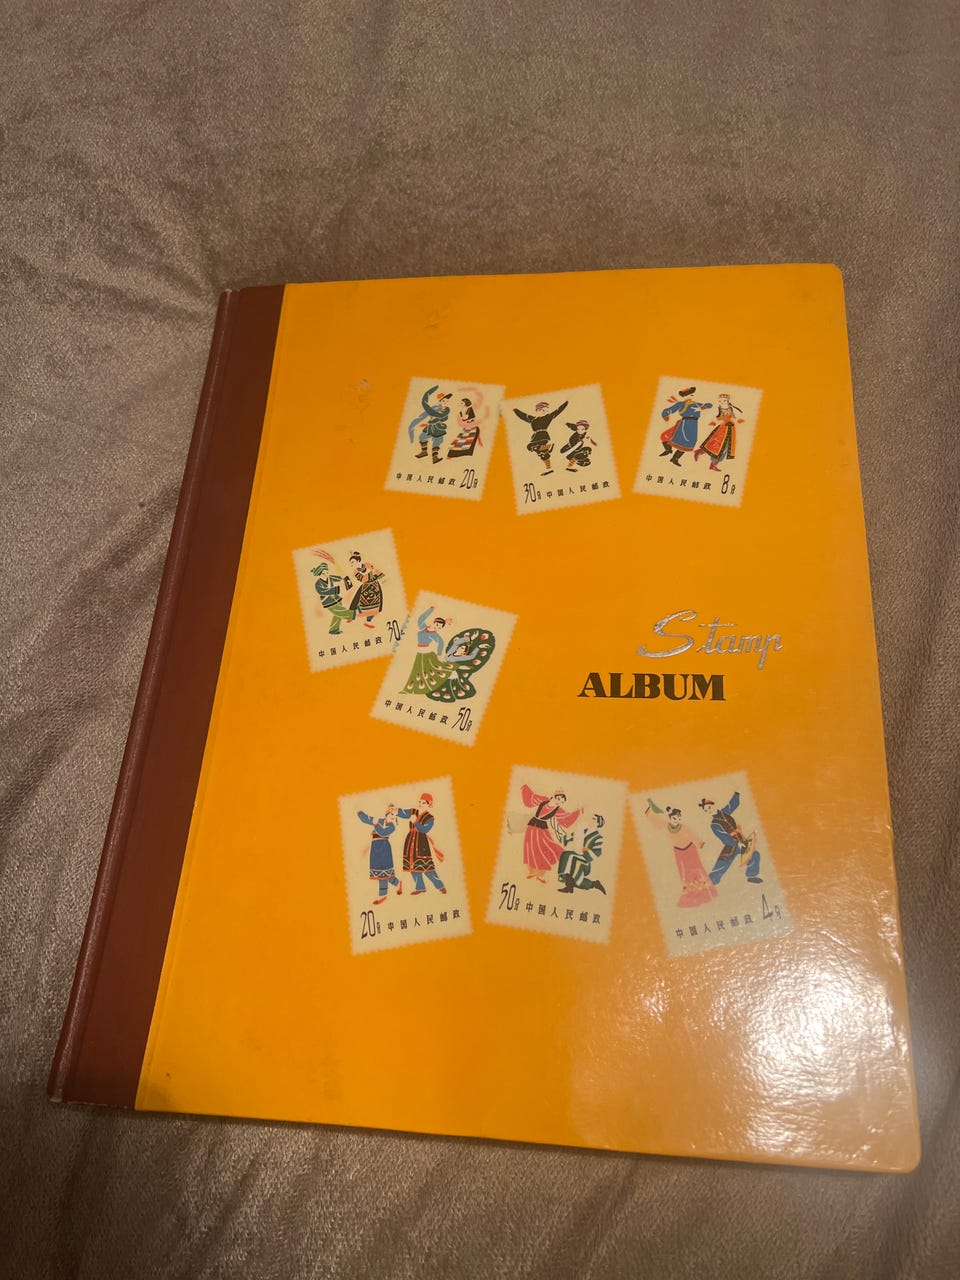 中国人民邮政 20分
30分 中国人民邮政
中国人民邮政 8分
中国人民邮政 30分
中国人民邮政 50分
Stamp
ALBUM
20分 中国人民邮政
50分 中国人民邮政
中国人民邮政 4分